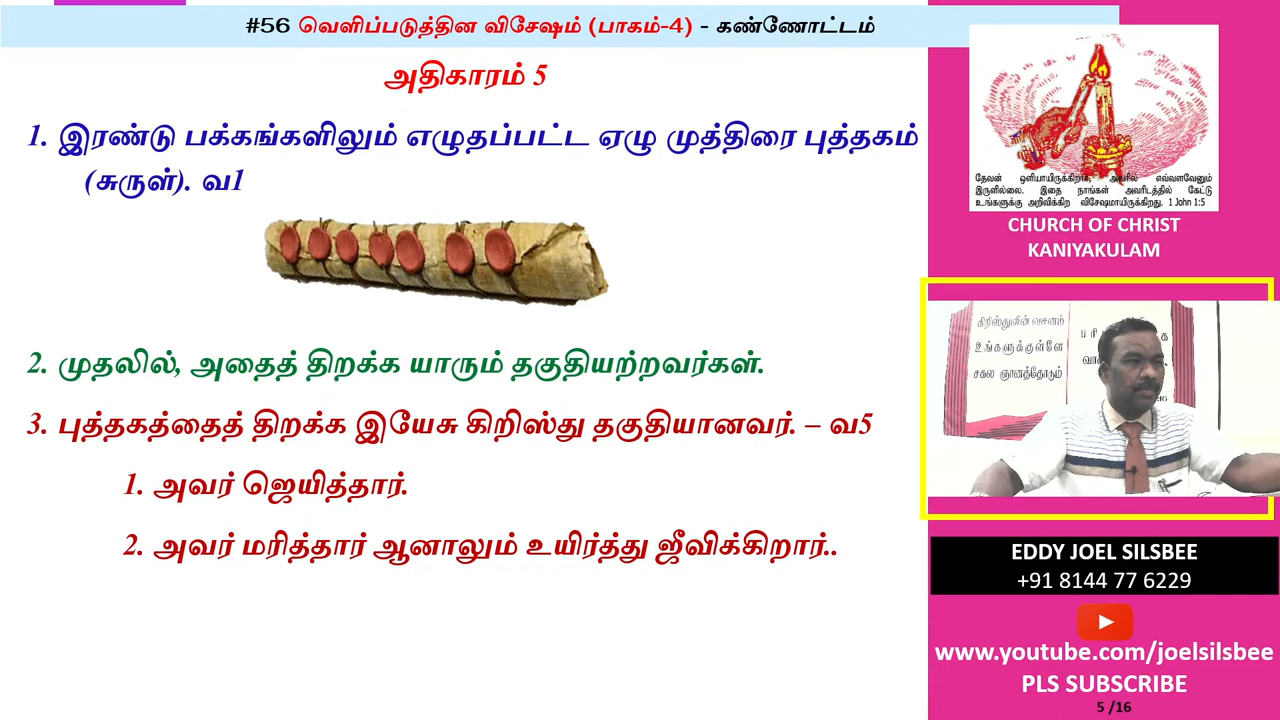 #56 வெளிப்படுத்தின விசேஷம் (பாகம்-4) - கண்ணோட்டம்
அதிகாரம் 5
1. இரண்டு பக்கங்களிலும் எழுதப்பட்ட ஏழு முத்திரை புத்தகம்
(சுருள்). வ1
2. முதலில், அதைத் திறக்க யாரும் தகுதியற்றவர்கள்.
3. புத்தகத்தைத் திறக்க இயேசு கிறிஸ்து தகுதியானவர். – வ5
1. அவர் ஜெயித்தார்.
2. அவர் மரித்தார் ஆனாலும் உயிர்த்து ஜீவிக்கிறார்..
தேவன் ஒளியாயிருக்கிறார், அவரில் எவ்வளவேனும்
இருளில்லை. இதை நாங்கள் அவரிடத்தில் கேட்டு
உங்களுக்கு அறிவிக்கிற விசேஷமாயிருக்கிறது. 1 John 1:5
CHURCH OF CHRIST
KANIYAKULAM
கிறிஸ்துவின் வசனம்
உங்களுக்குள்ளே
சகல ஞானத்தோடும்
EDDY JOEL SILSBEE
+91 8144 77 6229
www.youtube.com/joelsilsbee
PLS SUBSCRIBE
5 /16